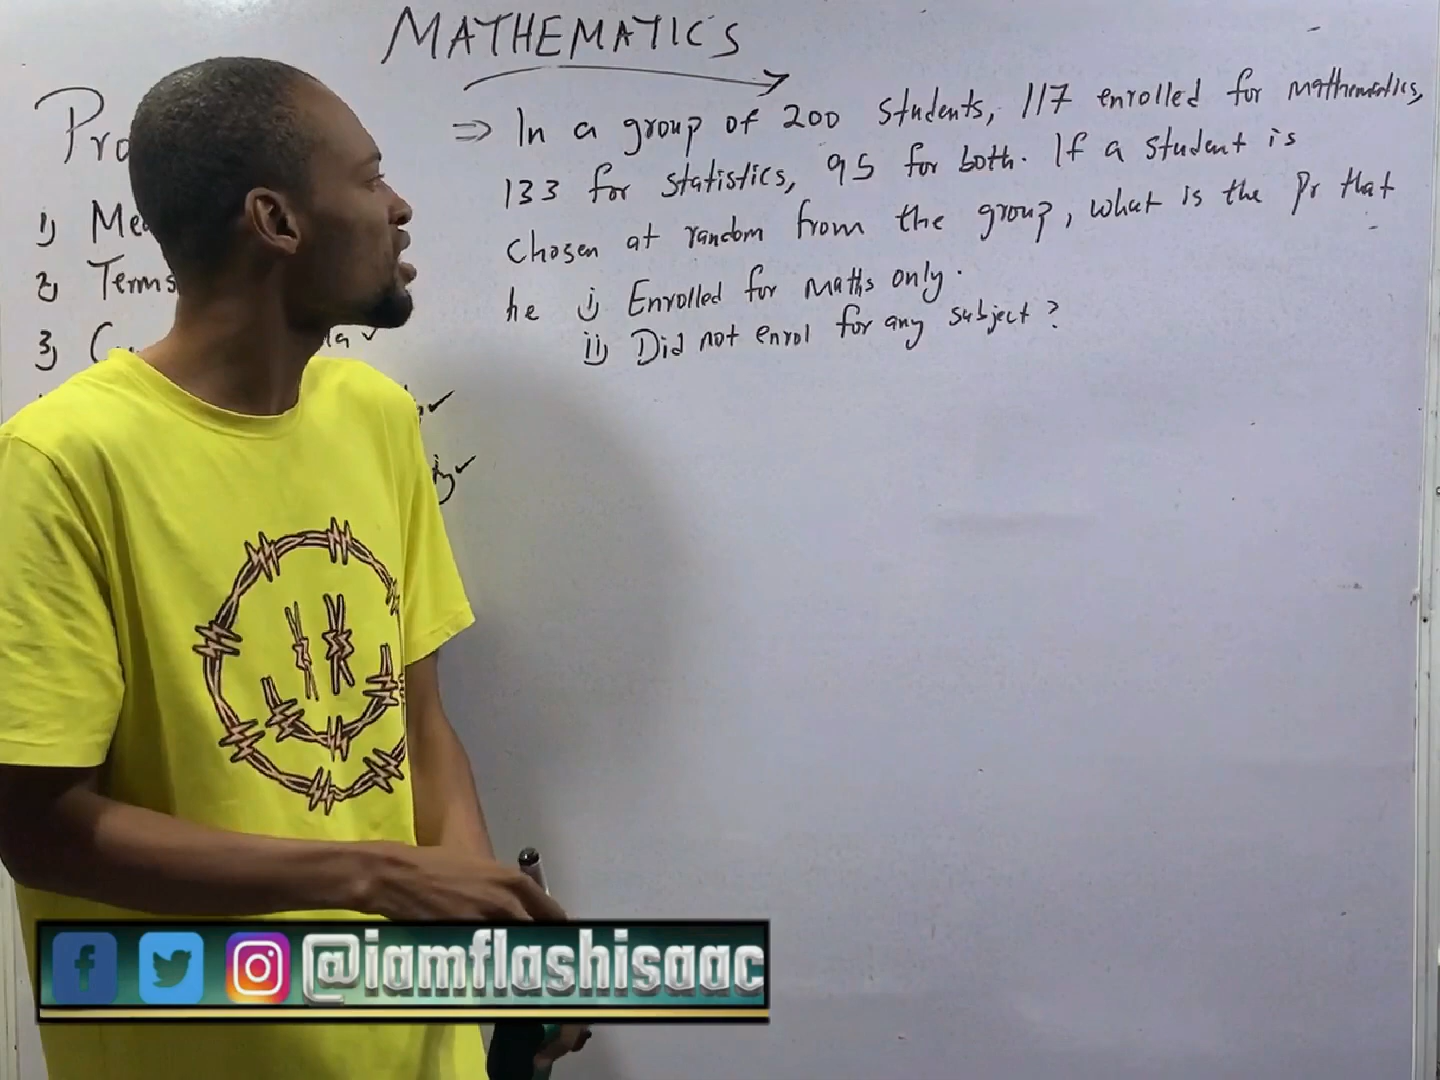 MATHEMATICS
⇒ In a group of 200 students, 117 enrolled for mathematics,
133 for statistics, 95 for both. If a student is
chosen at random from the group, what is the Pr that
he i) Enrolled for maths only.
ii) Did not enrol for any subject?
1)
2) Terms
3)
@iamflashisaac